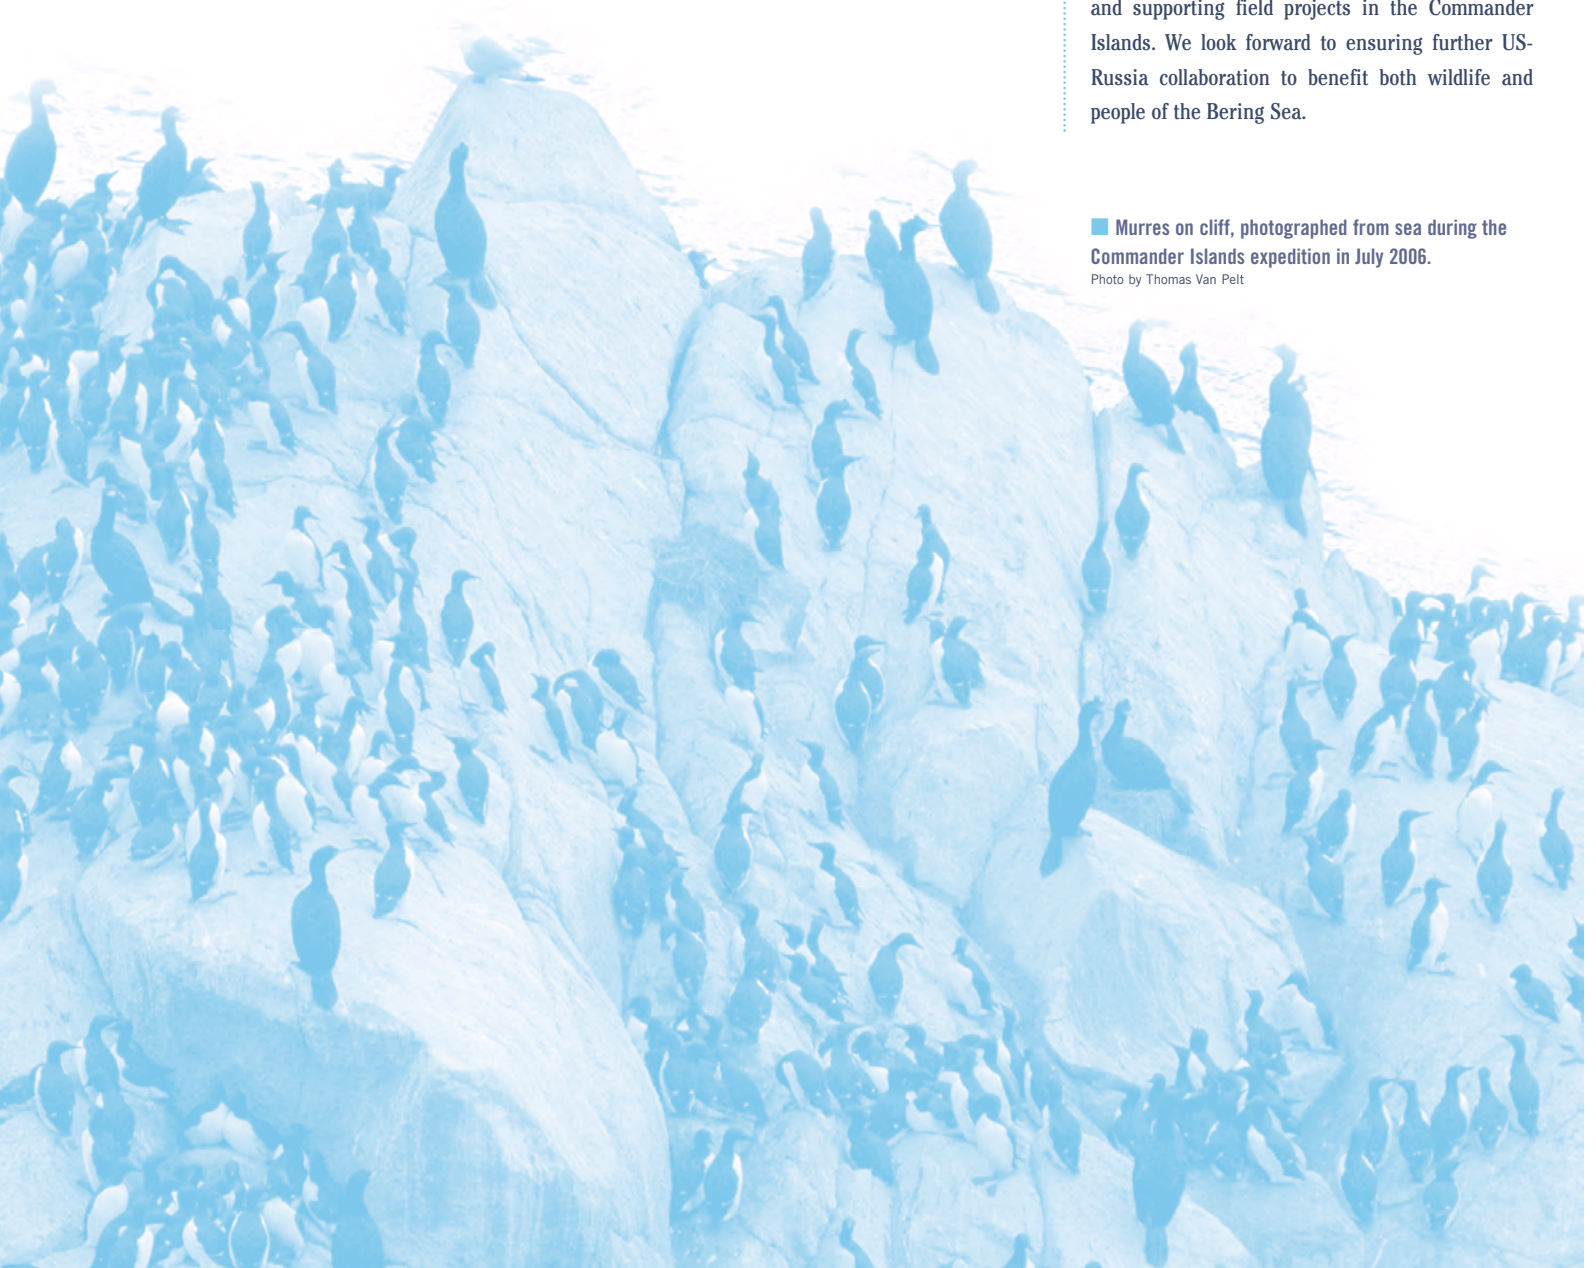 and supporting field projects in the Commander
Islands. We look forward to ensuring further US-
Russia collaboration to benefit both wildlife and
people of the Bering Sea.
Murres on cliff, photographed from sea during the
Commander Islands expedition in July 2006.
Photo by Thomas Van Pelt